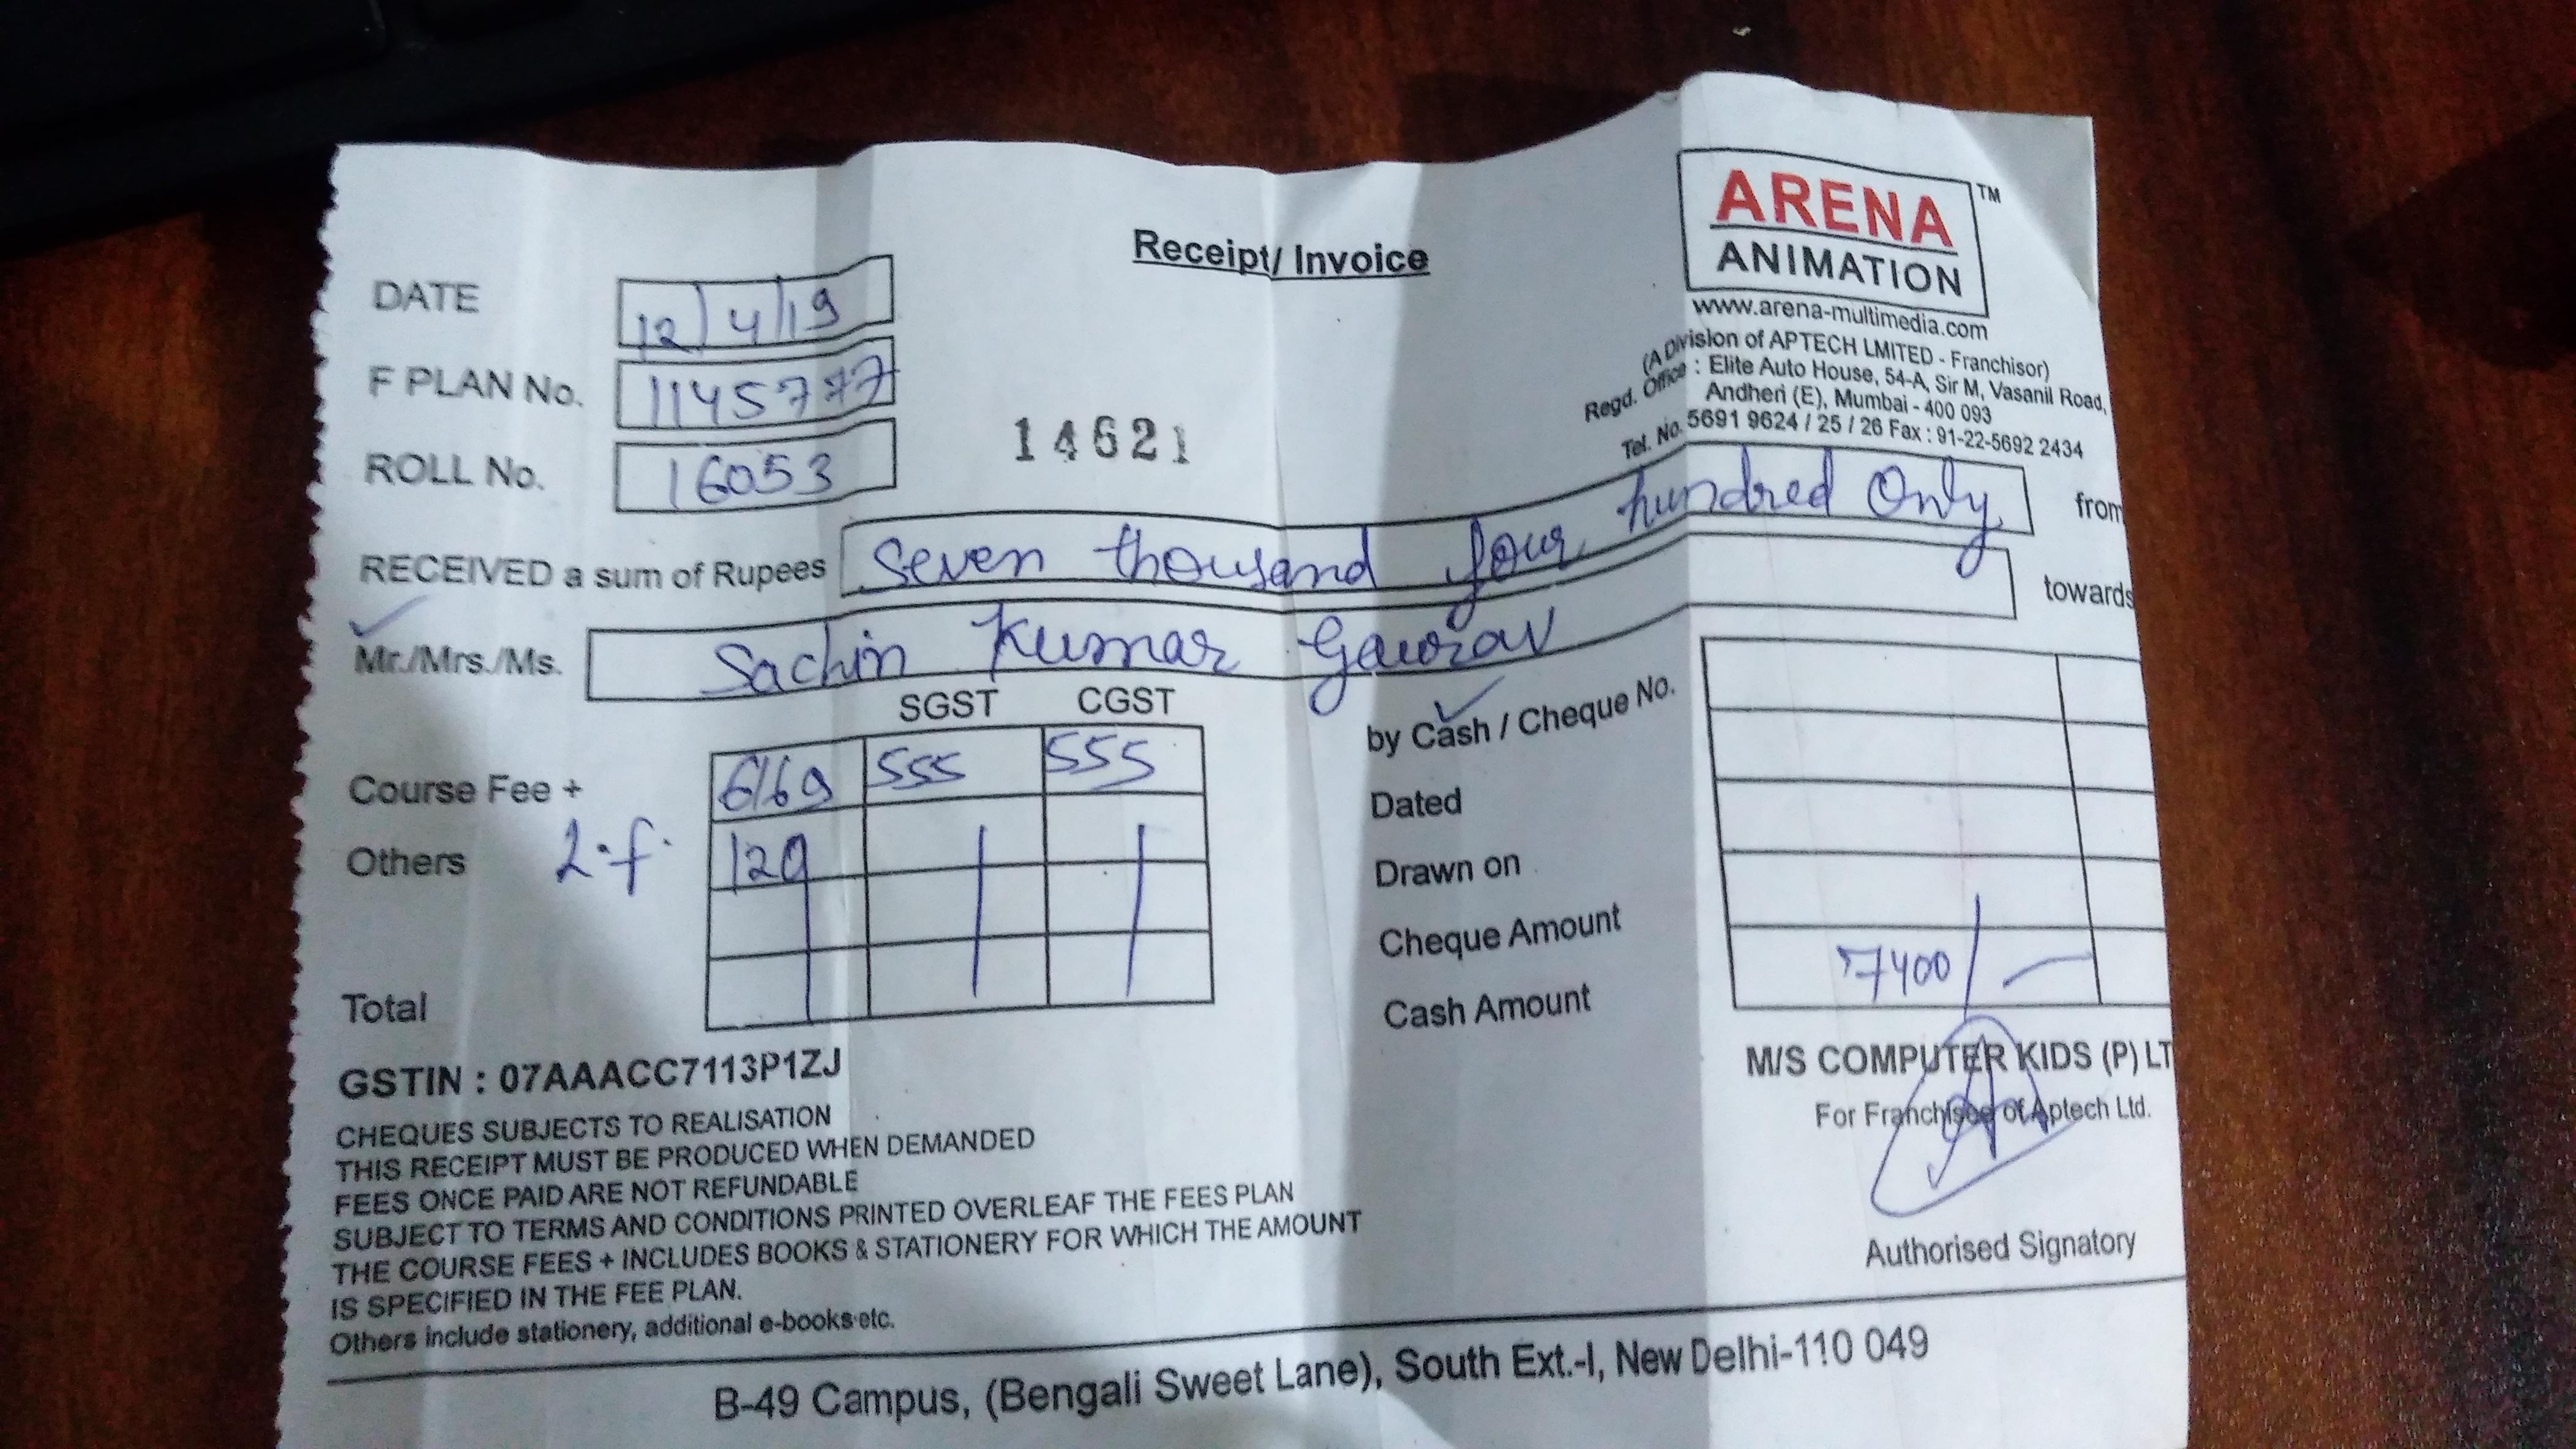 ARENA TM
ANIMATION
www.arena-multimedia.com
(A Division of APTECH LMITED - Franchisor)
Regd. Office : Elite Auto House, 54-A, Sir M, Vasanil Road,
Andheri (E), Mumbai - 400 093
Tel. No. 5691 9624 / 25 / 26 Fax : 91-22-5692 2434
Receipt/ Invoice
DATE 12/4/19
F PLAN No. 1145777
ROLL No. 16053
14621
RECEIVED a sum of Rupees Seven thousand four hundred Only from
Mr./Mrs./Ms. Sachin Kumar Gaurav towards
SGST CGST
Course Fee + 6169 555 555
Others L.f. 120
Total
by Cash / Cheque No.
Dated
Drawn on
Cheque Amount
Cash Amount 7400/-
GSTIN : 07AAACC7113P1ZJ
CHEQUES SUBJECTS TO REALISATION
THIS RECEIPT MUST BE PRODUCED WHEN DEMANDED
FEES ONCE PAID ARE NOT REFUNDABLE
SUBJECT TO TERMS AND CONDITIONS PRINTED OVERLEAF THE FEES PLAN
THE COURSE FEES + INCLUDES BOOKS & STATIONERY FOR WHICH THE AMOUNT
IS SPECIFIED IN THE FEE PLAN.
Others include stationery, additional e-books etc.
M/S COMPUTER KIDS (P) LT
For Franchisee of Aptech Ltd.
Authorised Signatory
B-49 Campus, (Bengali Sweet Lane), South Ext.-I, New Delhi-110 049